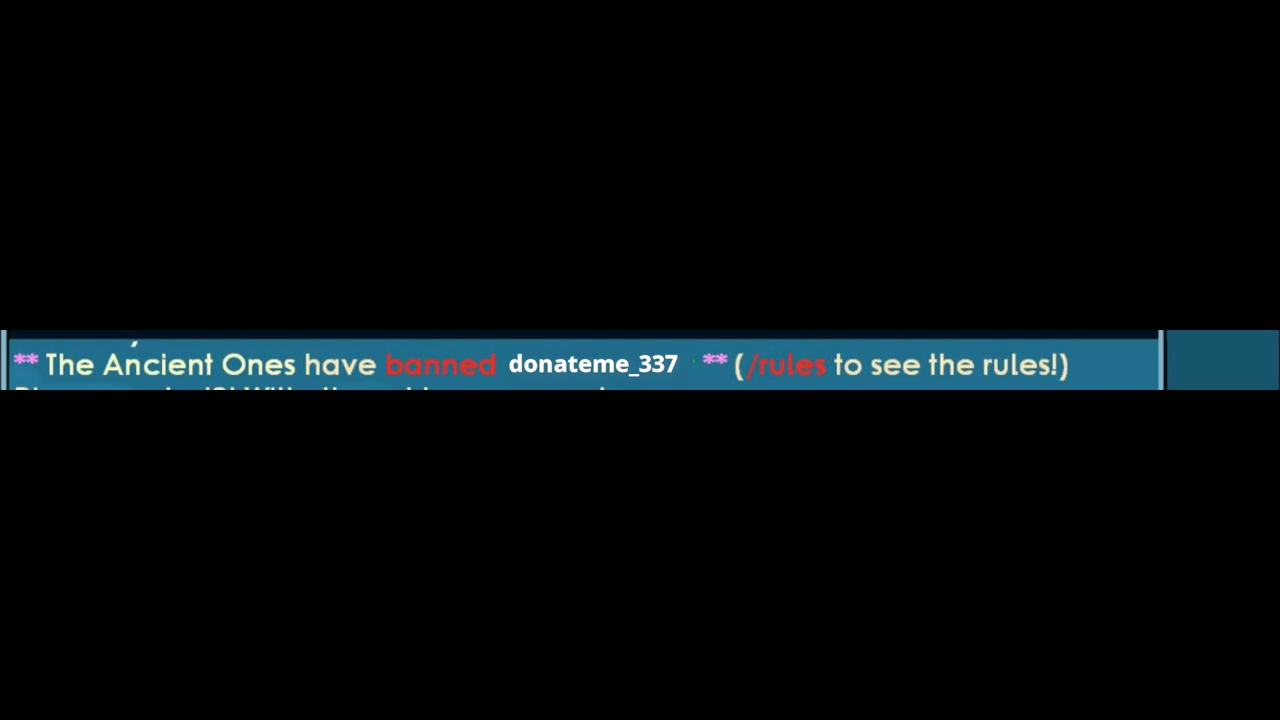 ** The Ancient Ones have banned donateme_337 ** (/rules to see the rules!)